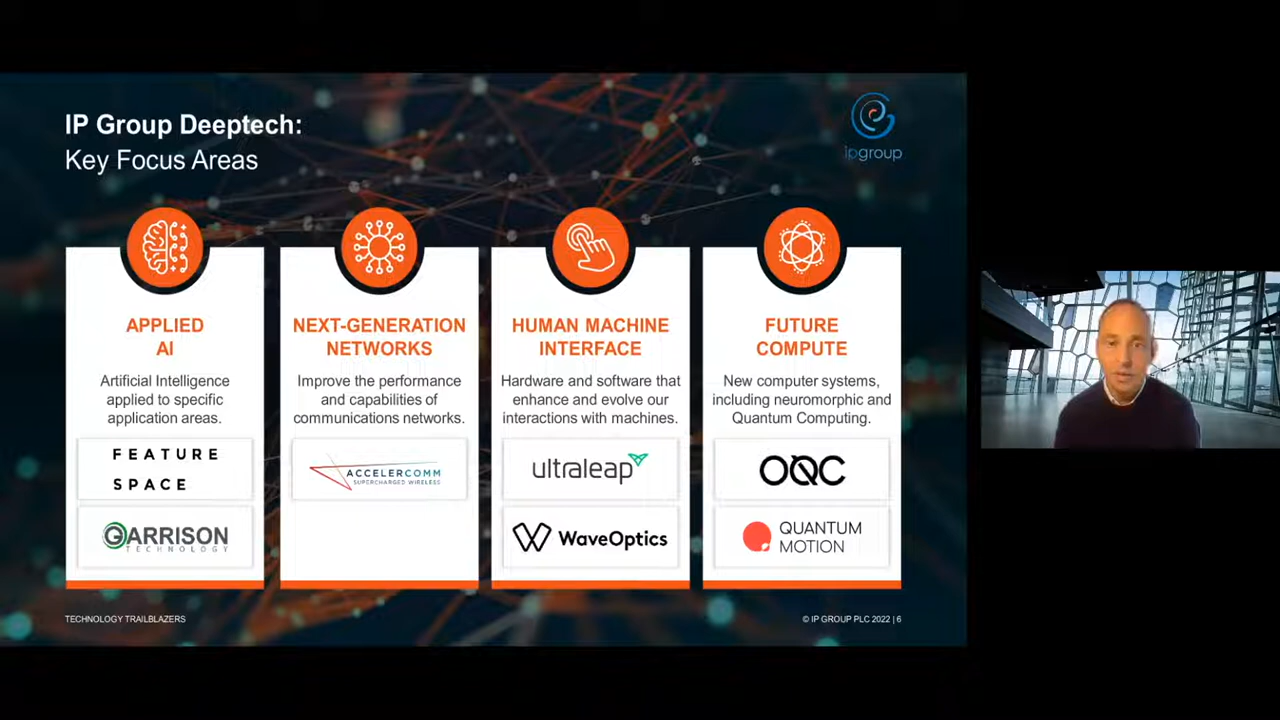 IP Group Deeptech:
Key Focus Areas
ipgroup
APPLIED
AI
Artificial Intelligence
applied to specific
application areas.
FEATURE
SPACE
GARRISON
TECHNOLOGY
NEXT-GENERATION
NETWORKS
Improve the performance
and capabilities of
communications networks.
ACCELERCOMM
SUPERCHARGED WIRELESS
HUMAN MACHINE
INTERFACE
Hardware and software that
enhance and evolve our
interactions with machines.
ultraleap
WaveOptics
FUTURE
COMPUTE
New computer systems,
including neuromorphic and
Quantum Computing.
OQC
QUANTUM
MOTION
TECHNOLOGY TRAILBLAZERS
© IP GROUP PLC 2022 | 6